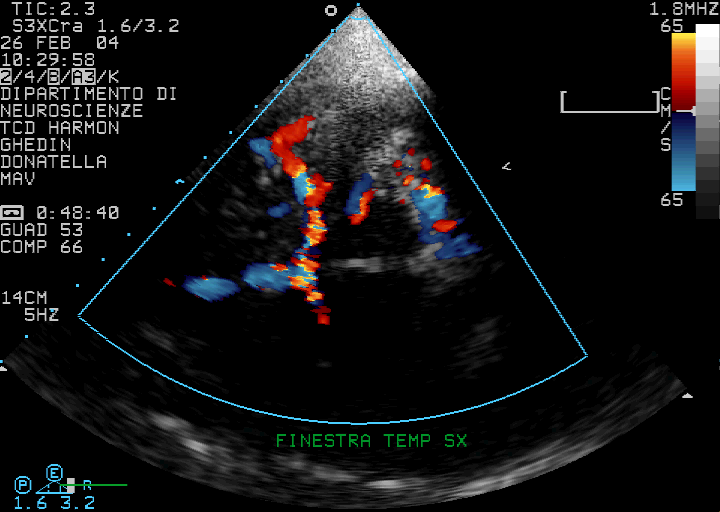 TIC:2.3
S3XCra 1.6/3.2
26 FEB 04
10:29:58
2/4/B/A3/K
DIPARTIMENTO DI
NEUROSCIENZE
TCD HARMON
GHEDIN
DONATELLA
MAV
0:48:40
GUAD 53
COMP 66
14CM
5HZ
1.8MHZ
65
C
M
/
S
65
FINESTRA TEMP SX
E
P
R
1.6 3.2